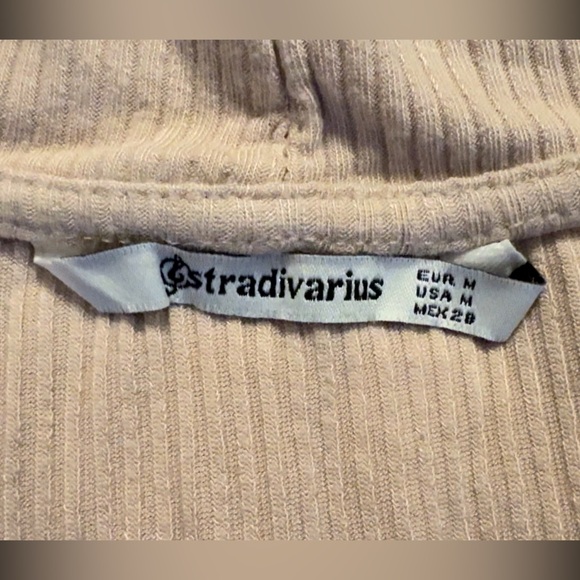 stradivarius
EUR M
USA M
MEX 28